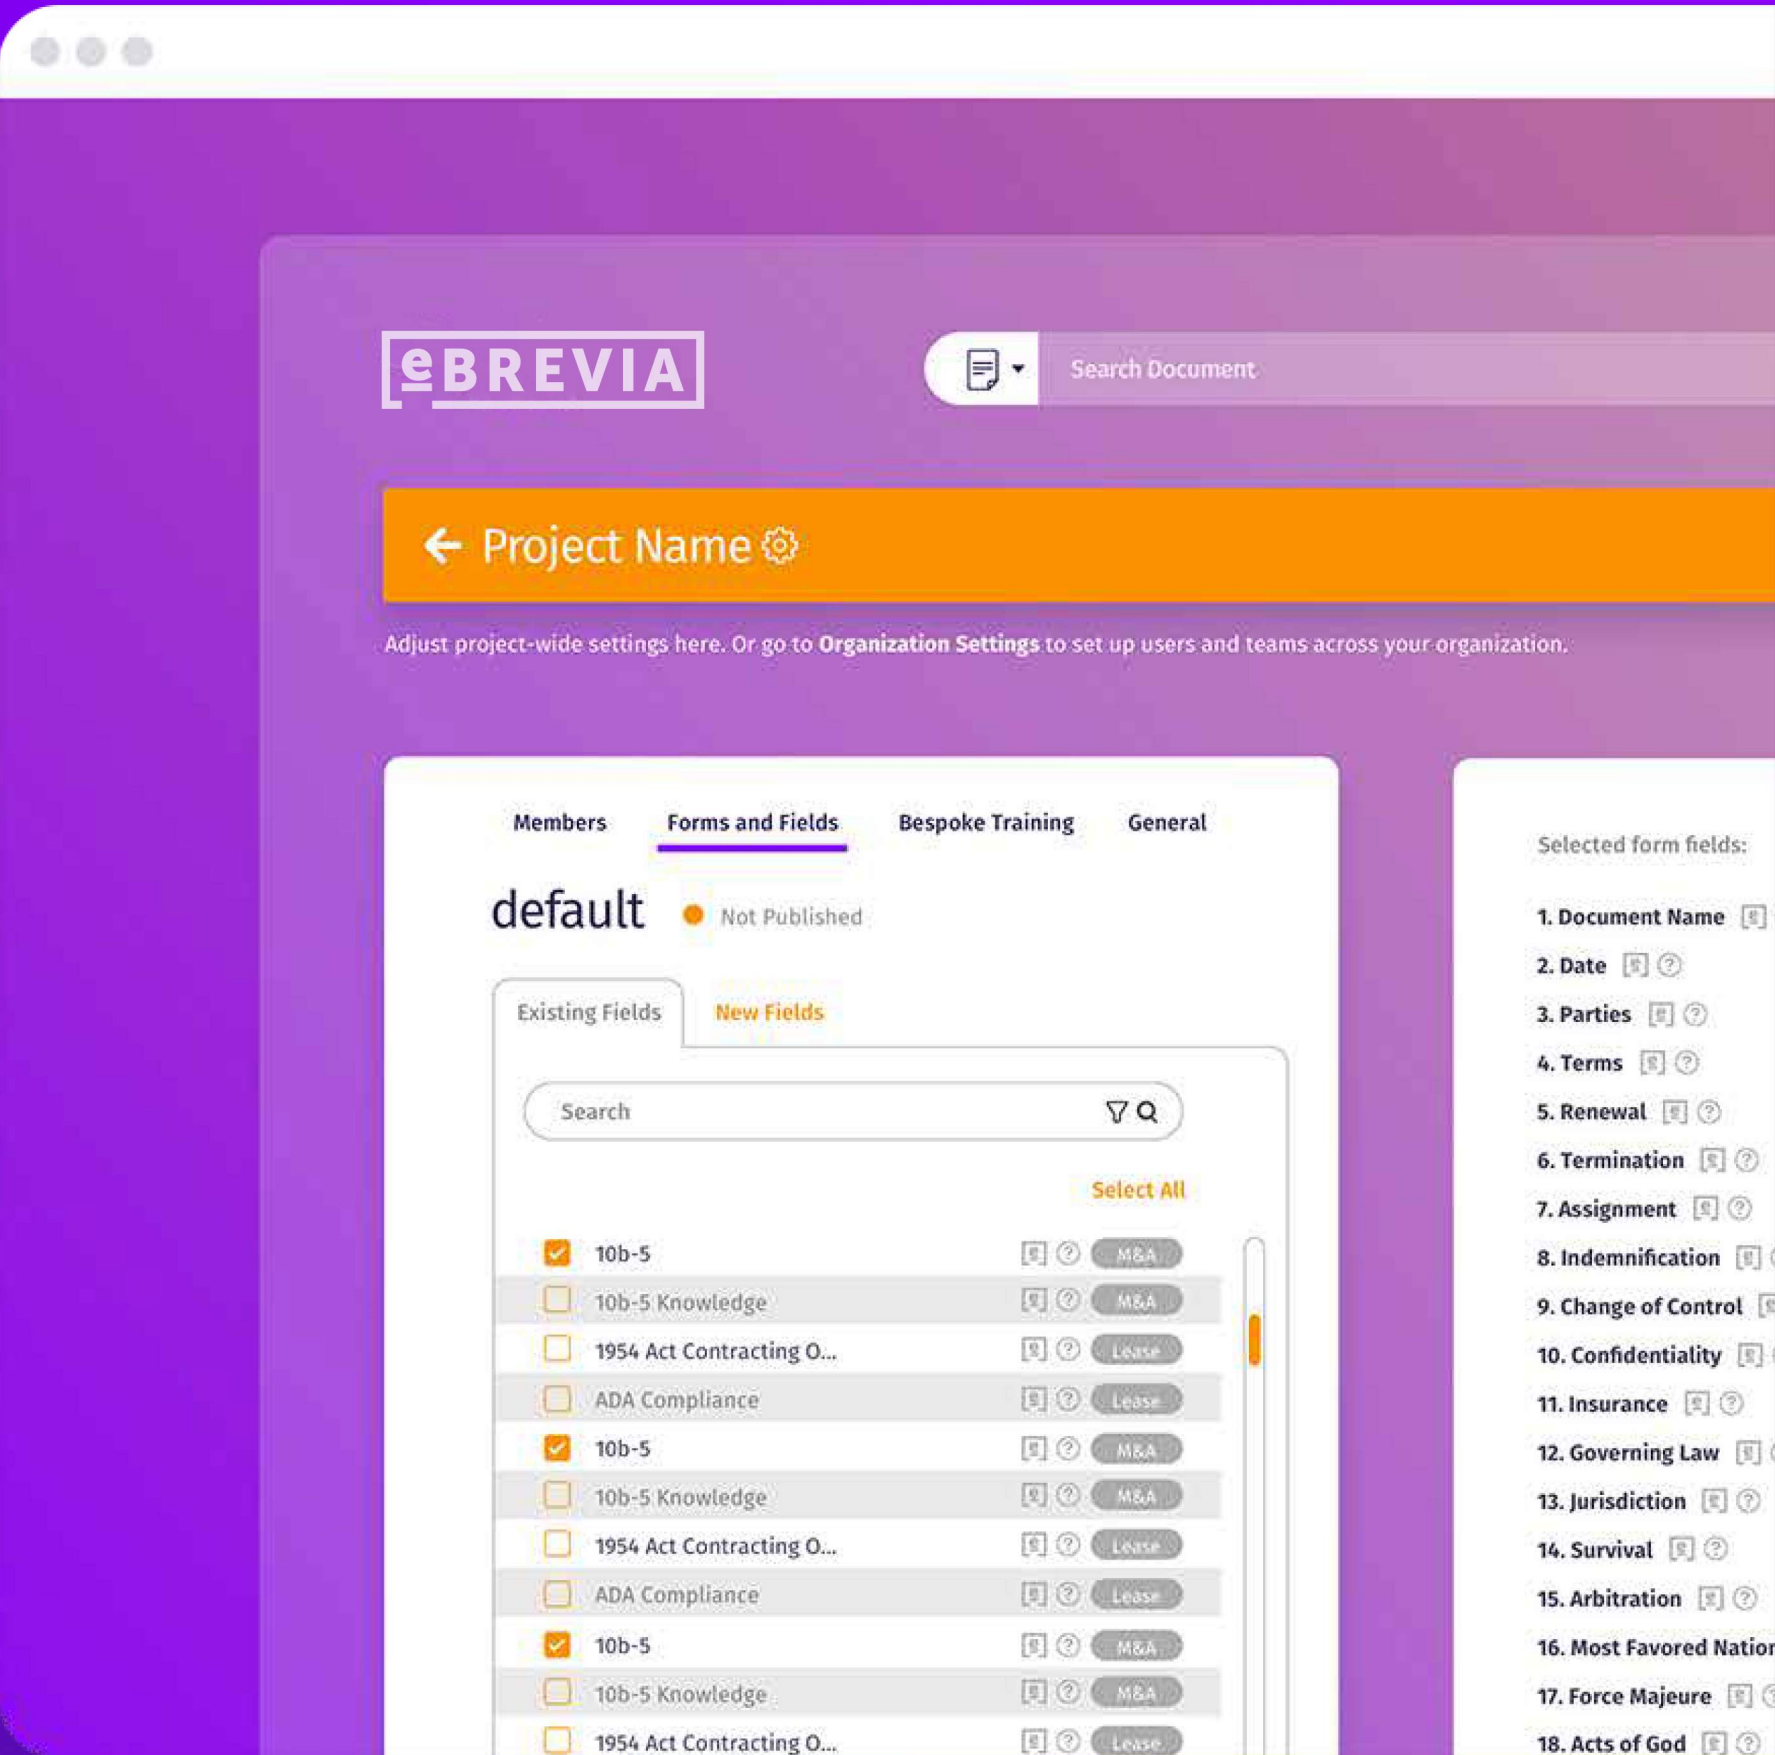 eBREVIA
Search Document
Project Name
Adjust project-wide settings here. Or go to Organization Settings to set up users and teams across your organization.
Members Forms and Fields Bespoke Training General
default Not Published
Existing Fields New Fields
Search
Select All
10b-5 M&A
10b-5 Knowledge M&A
1954 Act Contracting O... Lease
ADA Compliance Lease
10b-5 M&A
10b-5 Knowledge M&A
1954 Act Contracting O... Lease
ADA Compliance Lease
10b-5 M&A
10b-5 Knowledge M&A
1954 Act Contracting O... Lease
Selected form fields:
1. Document Name
2. Date
3. Parties
4. Terms
5. Renewal
6. Termination
7. Assignment
8. Indemnification
9. Change of Control
10. Confidentiality
11. Insurance
12. Governing Law
13. Jurisdiction
14. Survival
15. Arbitration
16. Most Favored Nation
17. Force Majeure
18. Acts of God